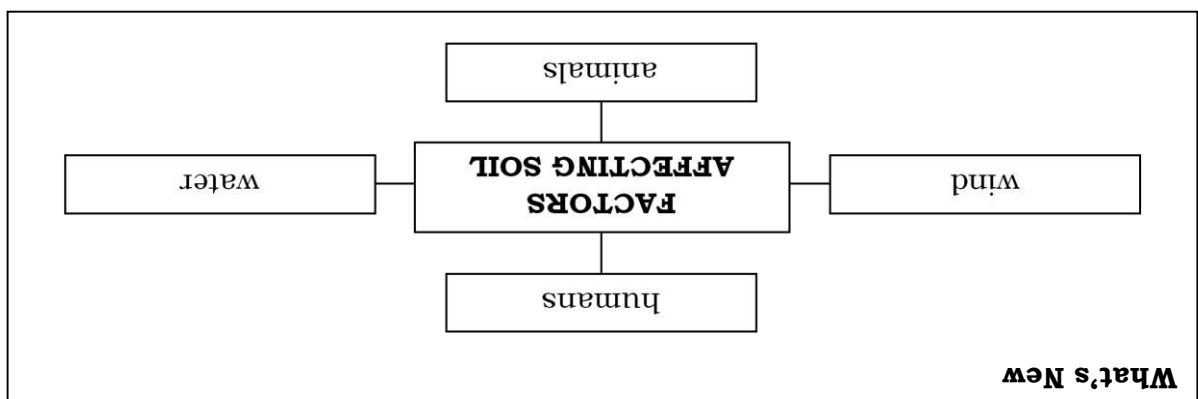 What's New
humans
wind
FACTORS
AFFECTING SOIL
water
animals